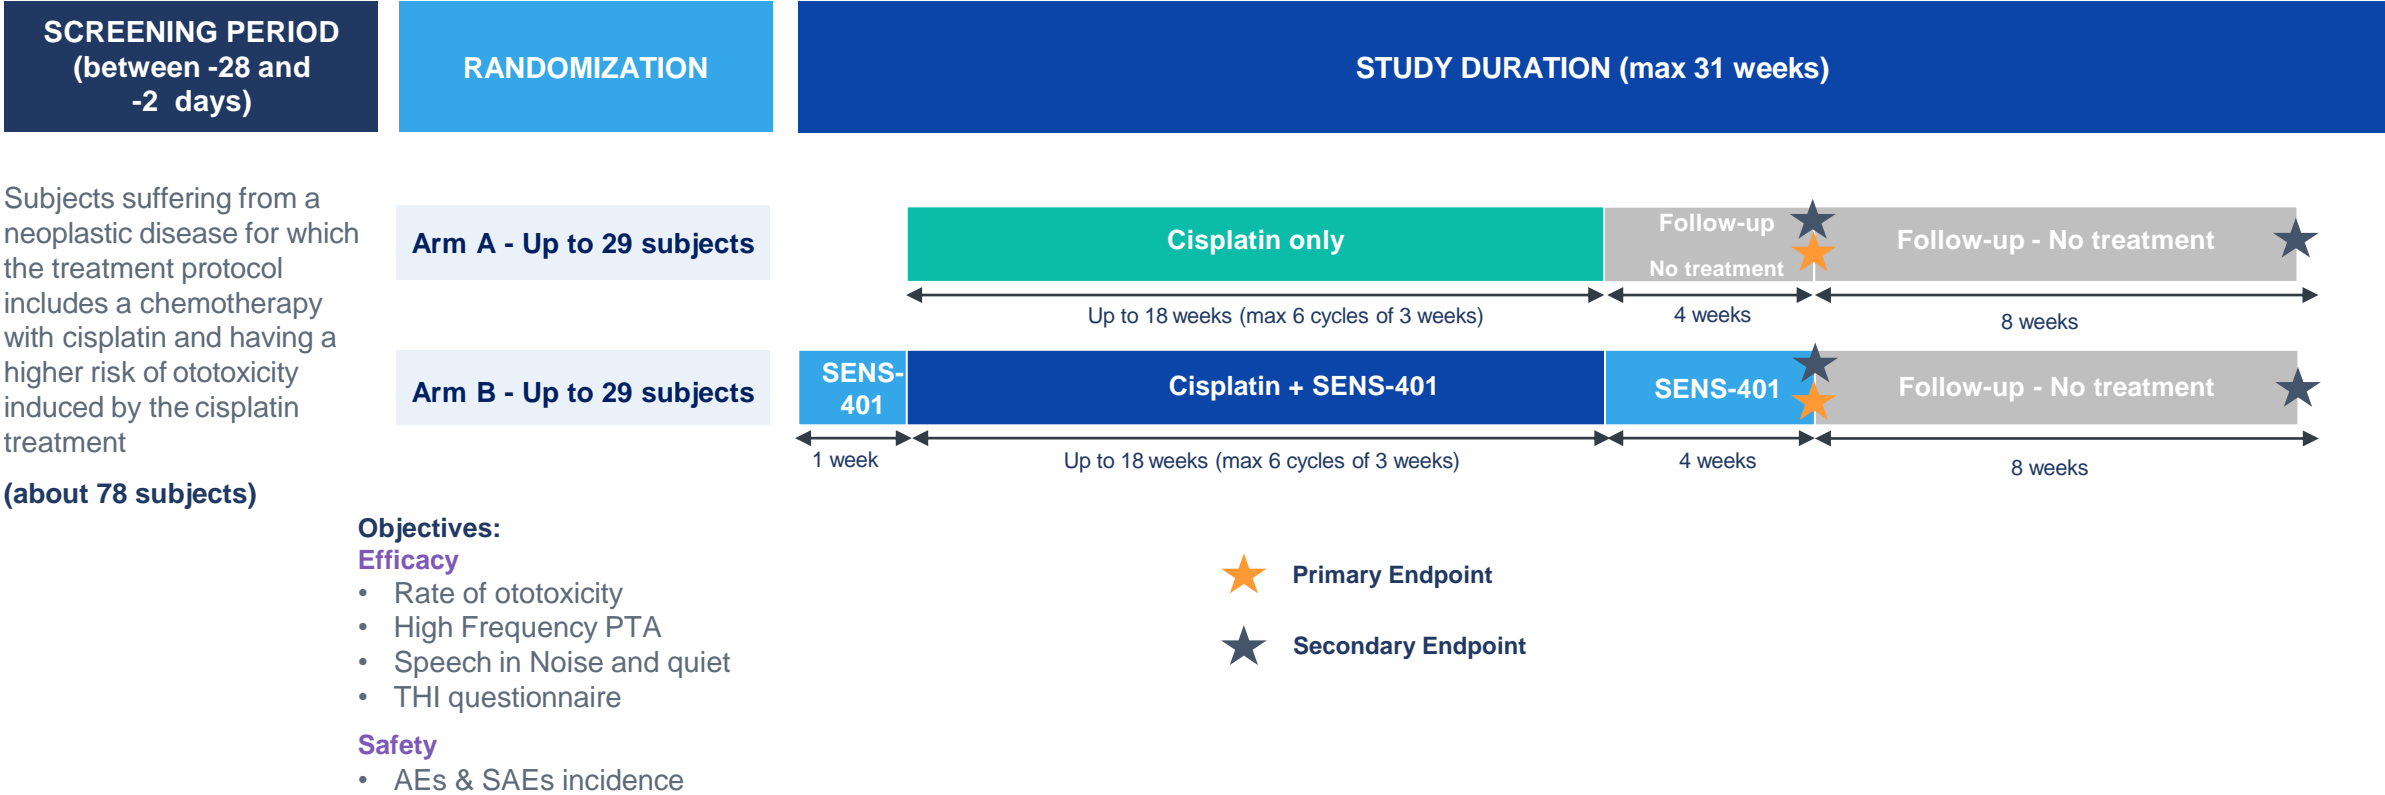 SCREENING PERIOD
(between -28 and
-2 days)
RANDOMIZATION
STUDY DURATION (max 31 weeks)
Subjects suffering from a
neoplastic disease for which
the treatment protocol
includes a chemotherapy
with cisplatin and having a
higher risk of ototoxicity
induced by the cisplatin
treatment
(about 78 subjects)
Arm A - Up to 29 subjects
Cisplatin only
Follow-up
No treatment
Follow-up - No treatment
Up to 18 weeks (max 6 cycles of 3 weeks)
4 weeks
8 weeks
Arm B - Up to 29 subjects
SENS-
401
Cisplatin + SENS-401
SENS-401
Follow-up - No treatment
1 week
Up to 18 weeks (max 6 cycles of 3 weeks)
4 weeks
8 weeks
Objectives:
Efficacy
• Rate of ototoxicity
• High Frequency PTA
• Speech in Noise and quiet
• THI questionnaire
Safety
• AEs & SAEs incidence
Primary Endpoint
Secondary Endpoint